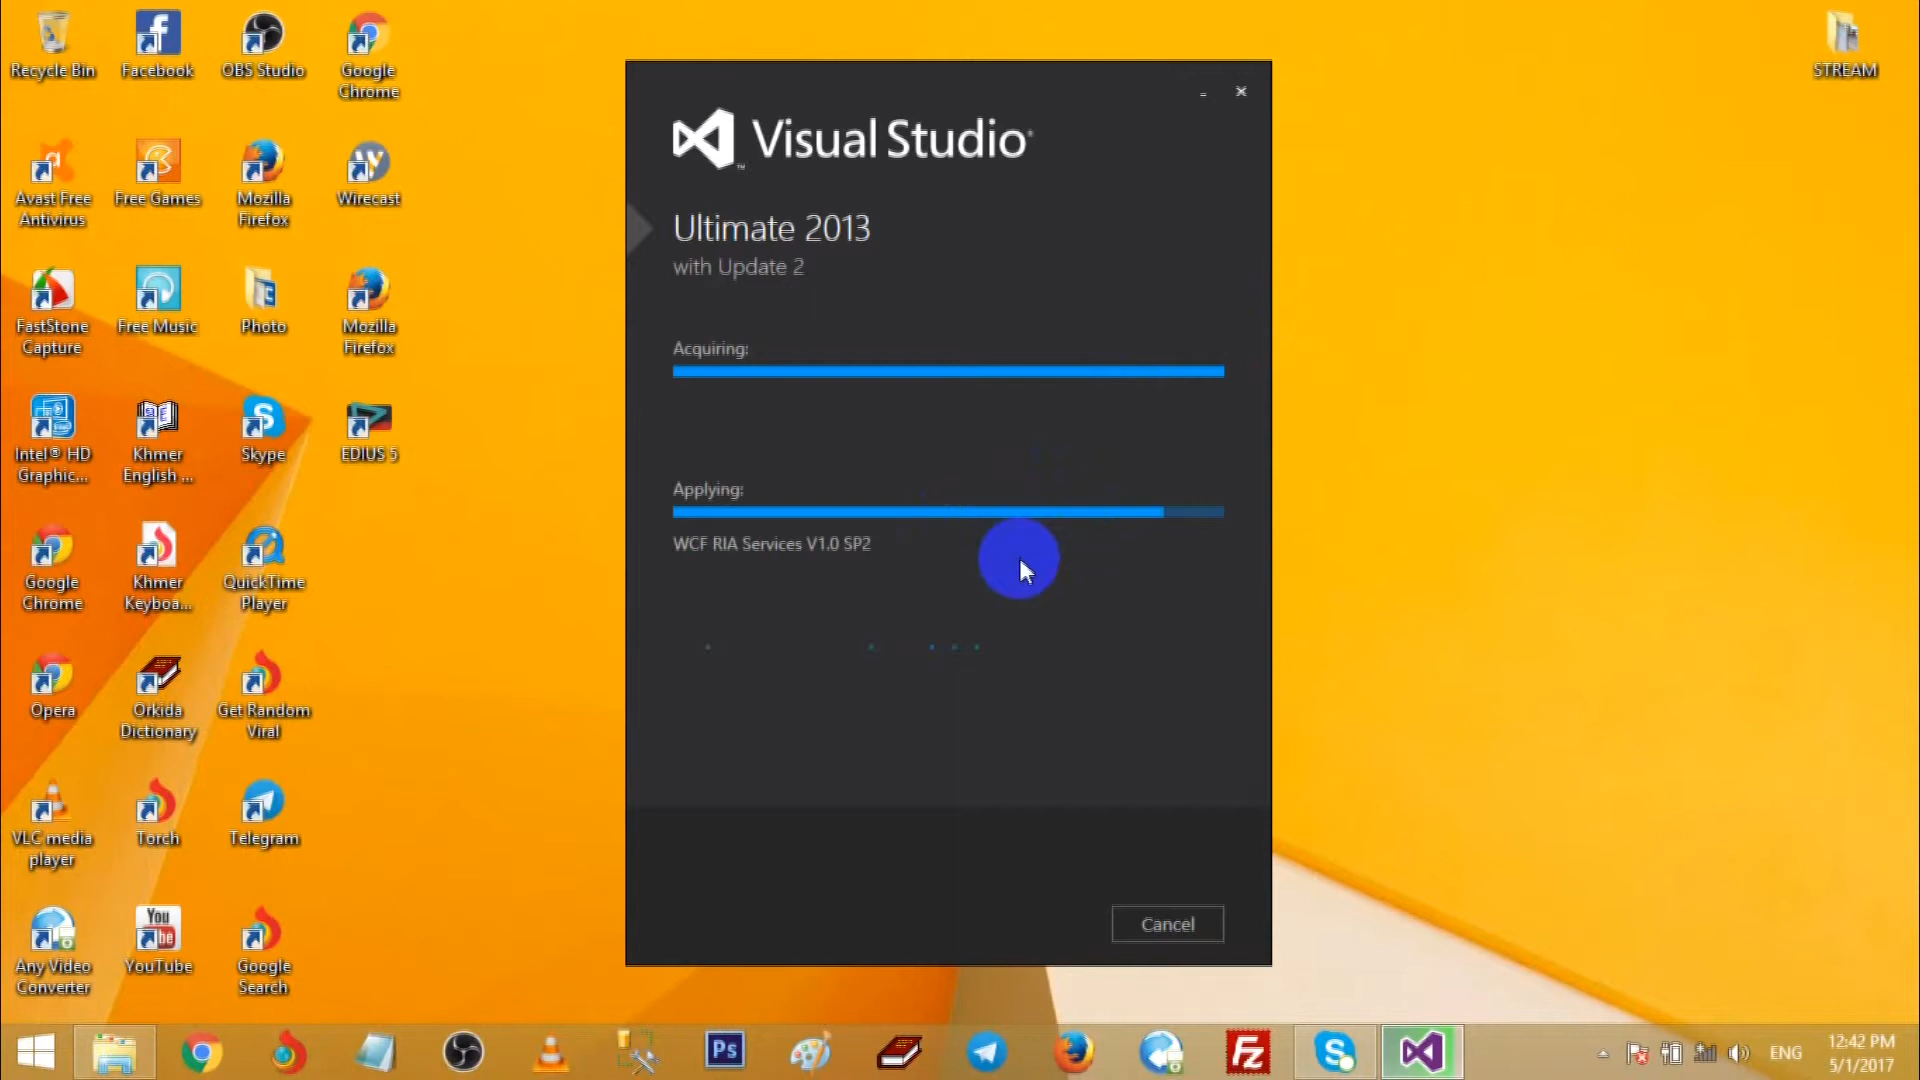 Recycle Bin
Facebook
OBS Studio
Google
Chrome
STREAM
Avast Free
Antivirus
Free Games
Mozilla
Firefox
Wirecast
FastStone
Capture
Free Music
Photo
Mozilla
Firefox
Intel® HD
Graphic...
Khmer
English ...
Skype
EDIUS 5
Google
Chrome
Khmer
Keyboa...
QuickTime
Player
Opera
Orkida
Dictionary
Get Random
Viral
VLC media
player
Torch
Telegram
Any Video
Converter
You
Tube
YouTube
Google
Search
Visual Studio
Ultimate 2013
with Update 2
Acquiring:
Applying:
WCF RIA Services V1.0 SP2
Cancel
Ps
Fz
ENG
12:42 PM
5/1/2017